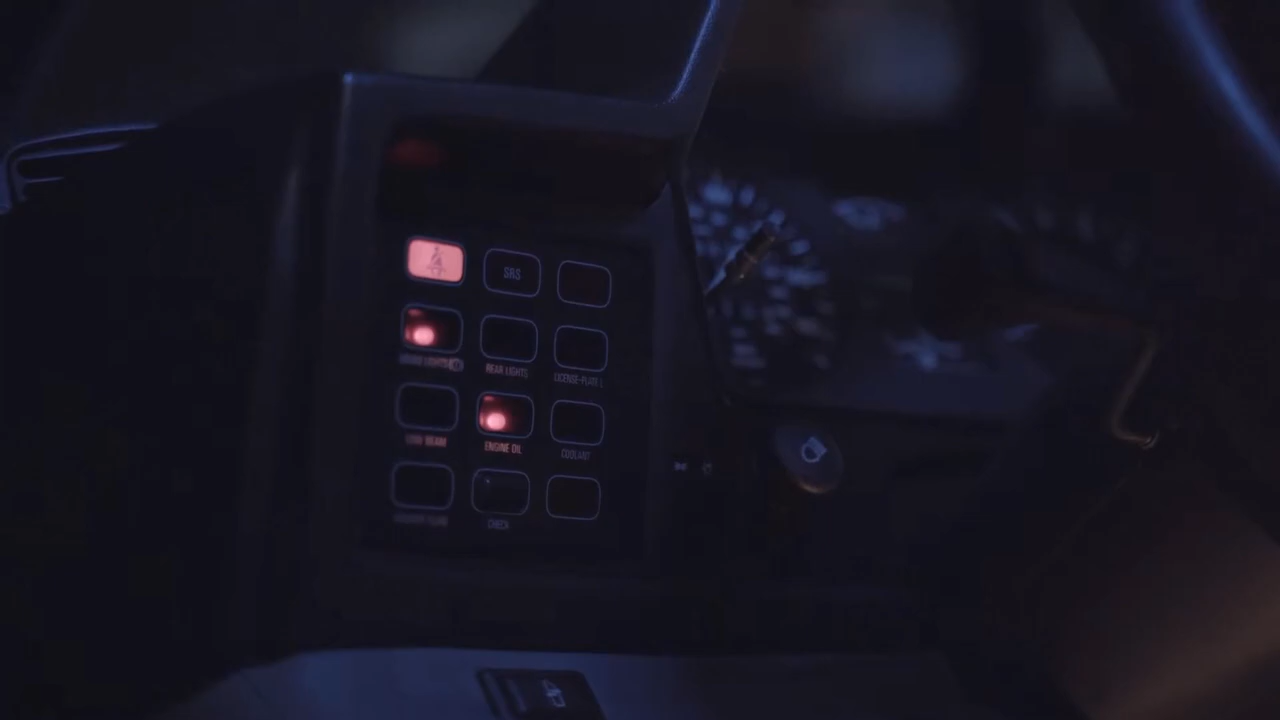 SRS
BRAKE LIGHTS
REAR LIGHTS
LICENSE-PLATE L
LOW BEAM
ENGINE OIL
COOLANT
CHECK